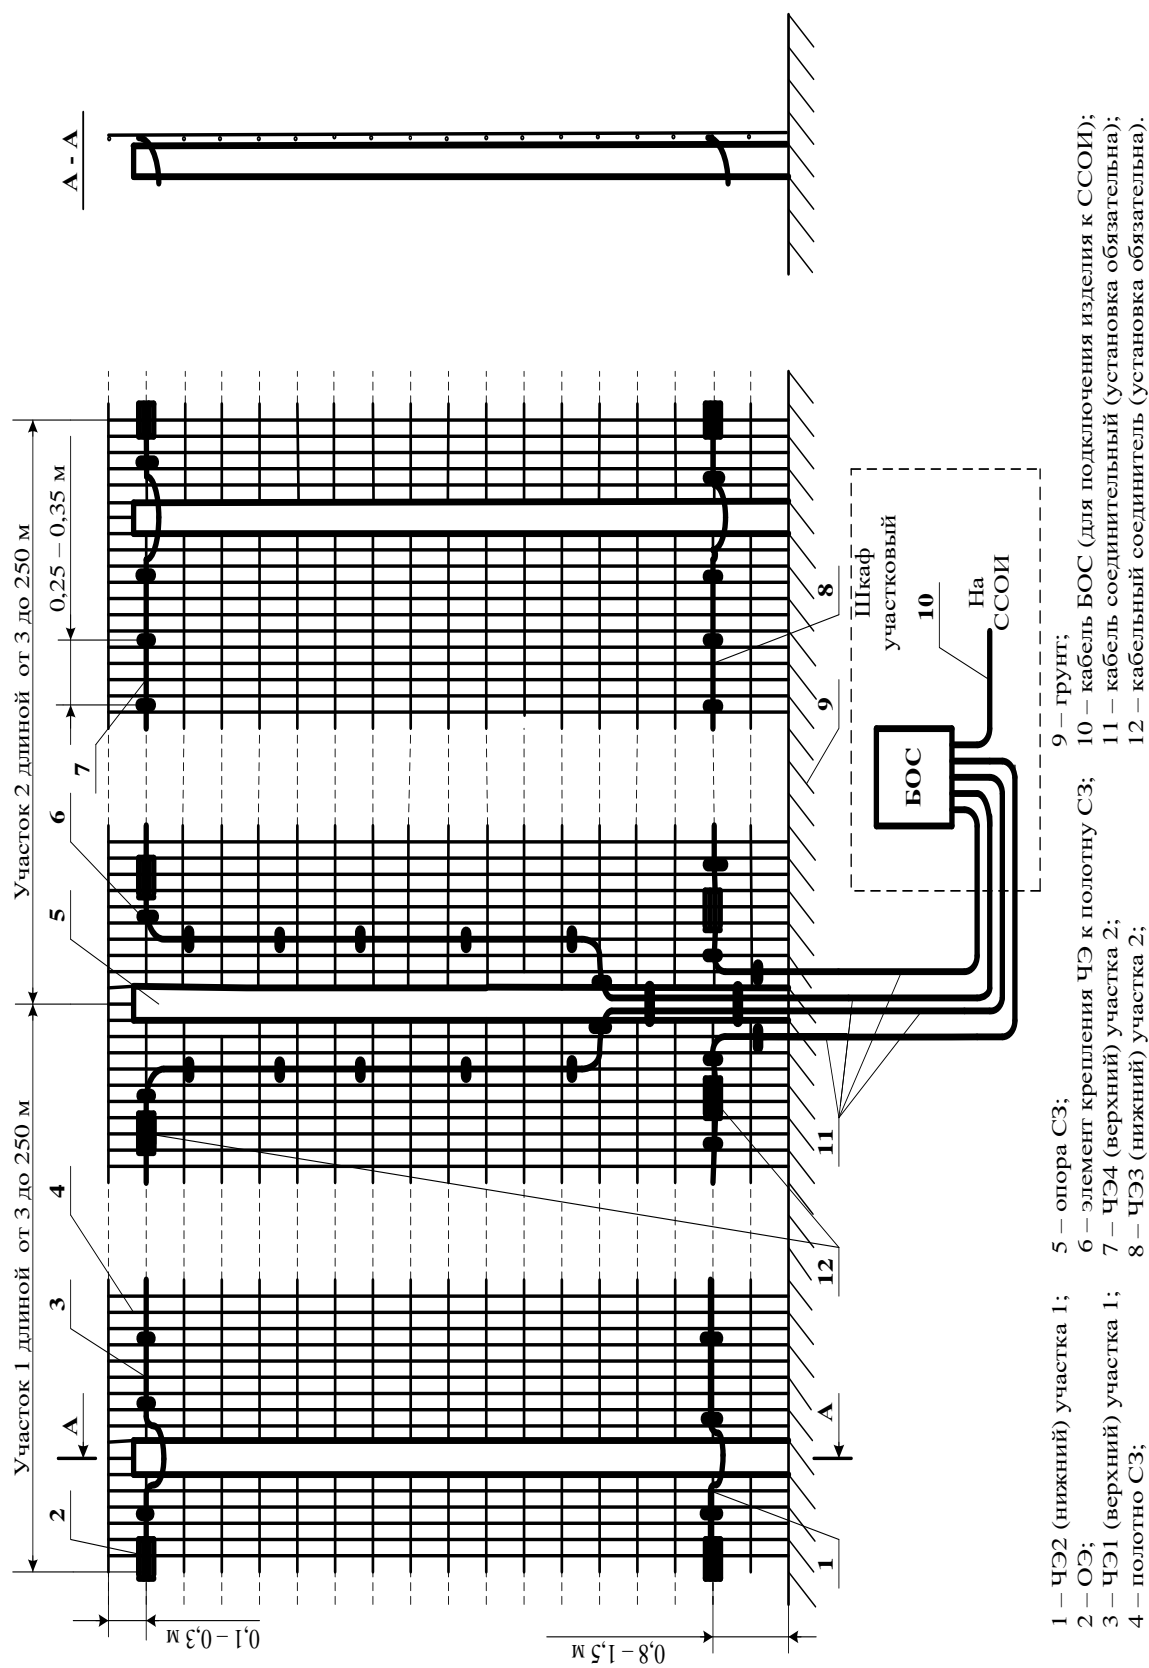 Участок 1 длиной от 3 до 250 м
Участок 2 длиной от 3 до 250 м
0,25 – 0,35 м
А - А
2
А
3
4
5
6
7
0,1 – 0,3 м
0,8 – 1,5 м
1
А
12
11
9
8
Шкаф
участковый
БОС
10
На
ССОИ
1 – ЧЭ2 (нижний) участка 1;
2 – ОЭ;
3 – ЧЭ1 (верхний) участка 1;
4 – полотно СЗ;
5 – опора СЗ;
6 – элемент крепления ЧЭ к полотну СЗ;
7 – ЧЭ4 (верхний) участка 2;
8 – ЧЭ3 (нижний) участка 2;
9 – грунт;
10 – кабель БОС (для подключения изделия к ССОИ);
11 – кабель соединительный (установка обязательна);
12 – кабельный соединитель (установка обязательна).